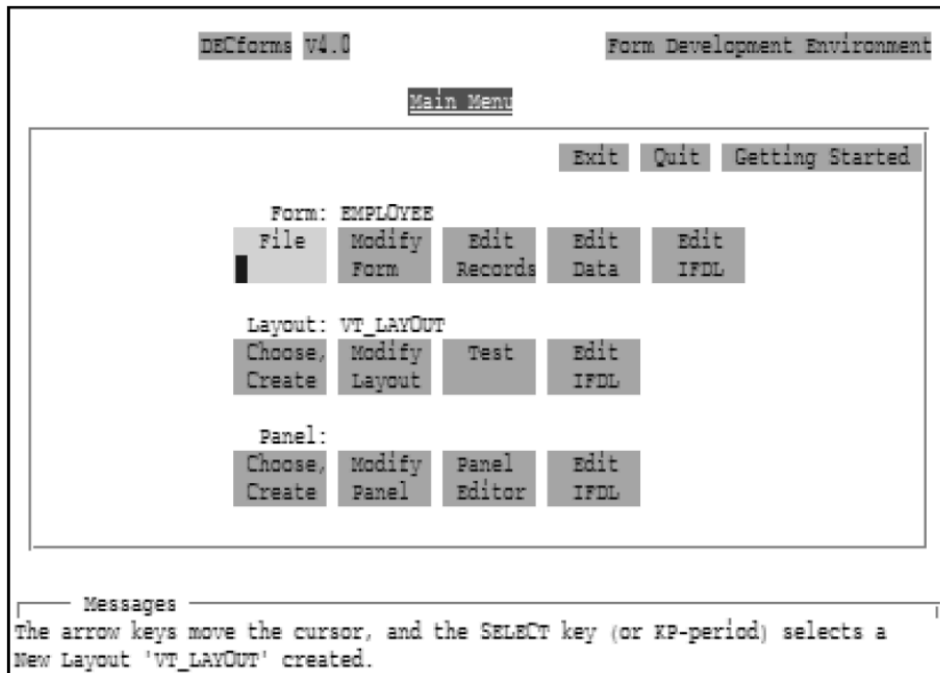 DECforms V4.0 Form Development Environment
Main Menu
Exit Quit Getting Started
Form: EMPLOYEE
File Modify Edit Edit Edit
Form Records Data IFDL
Layout: VT_LAYOUT
Choose, Modify Test Edit
Create Layout IFDL
Panel:
Choose, Modify Panel Edit
Create Panel Editor IFDL
Messages
The arrow keys move the cursor, and the SELECT key (or KP-period) selects a
New Layout 'VT_LAYOUT' created.